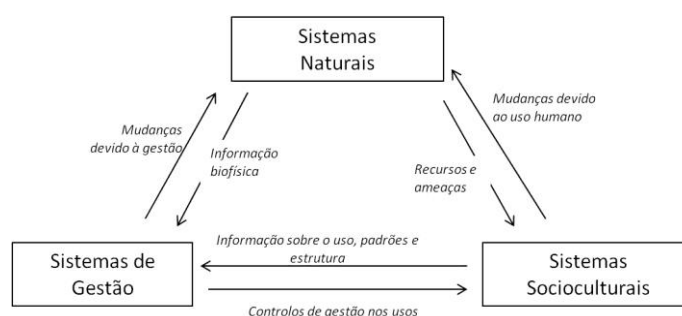 Sistemas
Naturais
Mudanças
devido à gestão
Informação
biofísica
Recursos e
ameaças
Mudanças devido
ao uso humano
Sistemas de
Gestão
Informação sobre o uso, padrões e
estrutura
Controlos de gestão nos usos
Sistemas
Socioculturais